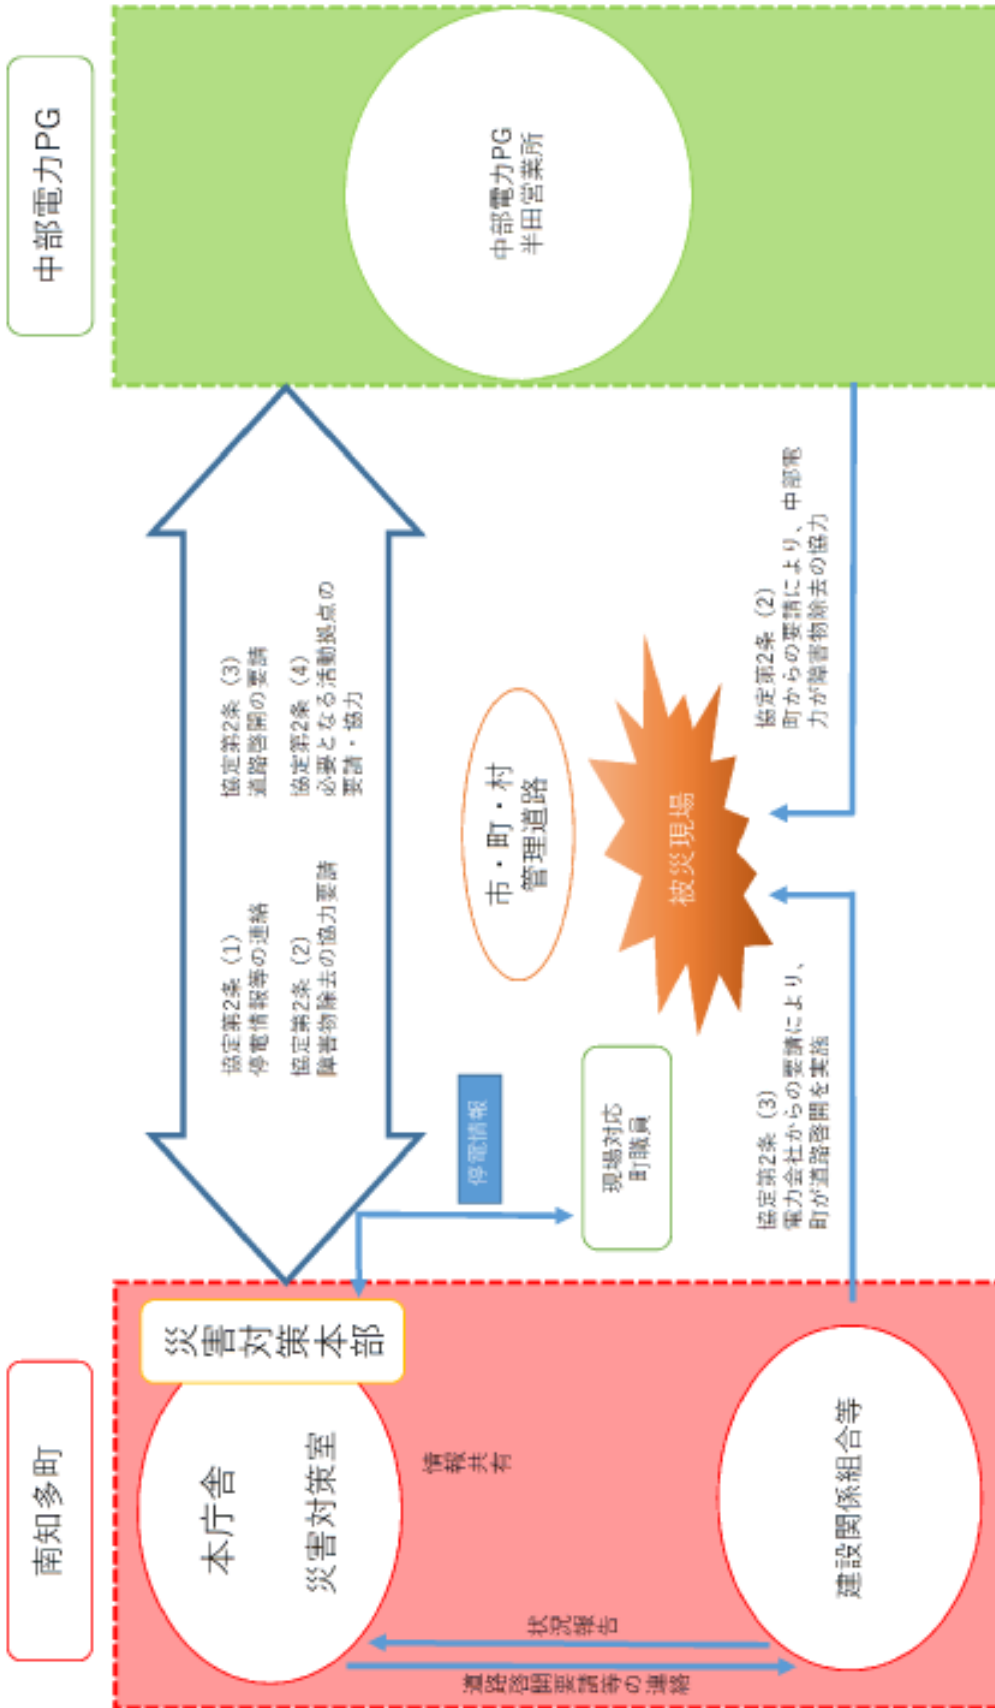 南知多町
中部電力PG
災害対策本部
本庁舎
災害対策室
情報
共有
状況報告
道路啓開要請等の連絡
建設関係組合等
協定第2条（1）
停電情報等の連絡
協定第2条（2）
障害物除去の協力要請
協定第2条（3）
道路啓開の要請
協定第2条（4）
必要となる活動拠点の
要請・協力
停電情報
現場対応
町職員
市・町・村
管理道路
被災現場
協定第2条（3）
電力会社からの要請により、
町が道路啓開を実施
協定第2条（2）
町からの要請により、中部電
力が障害物除去の協力
中部電力PG
半田営業所